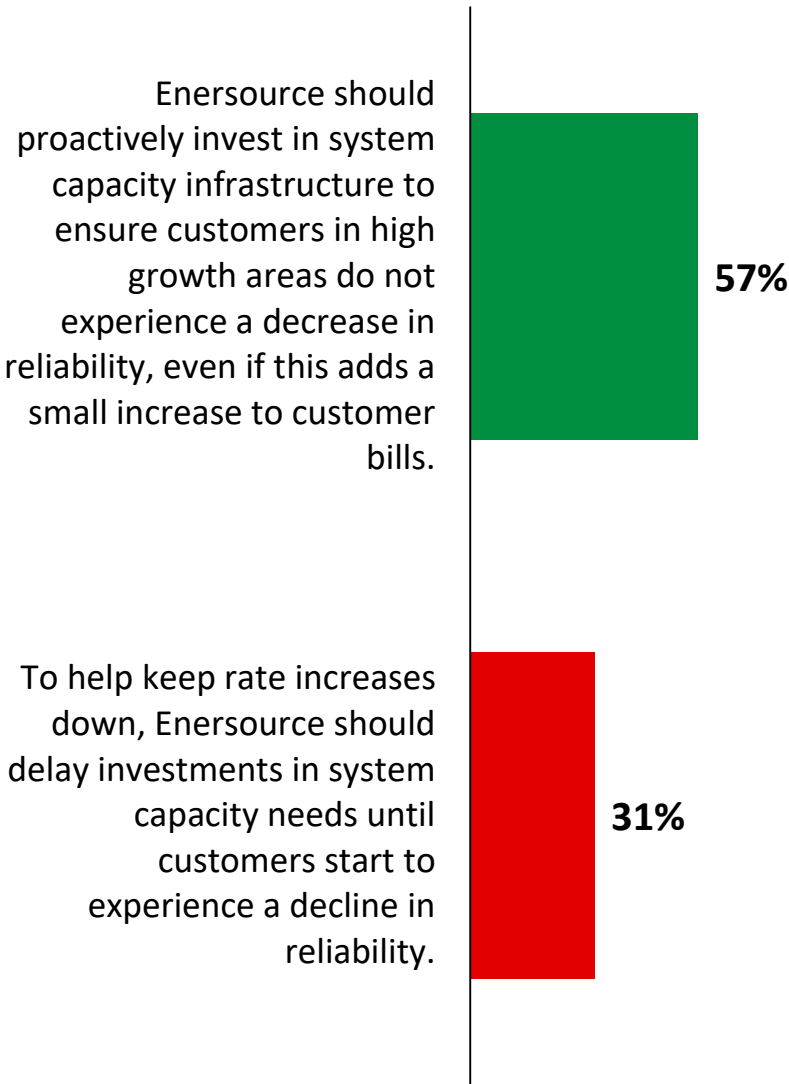 Enersource should
proactively invest in system
capacity infrastructure to
ensure customers in high
growth areas do not
experience a decrease in
reliability, even if this adds a
small increase to customer
bills.
57%
To help keep rate increases
down, Enersource should
delay investments in system
capacity needs until
customers start to
experience a decline in
reliability.
31%